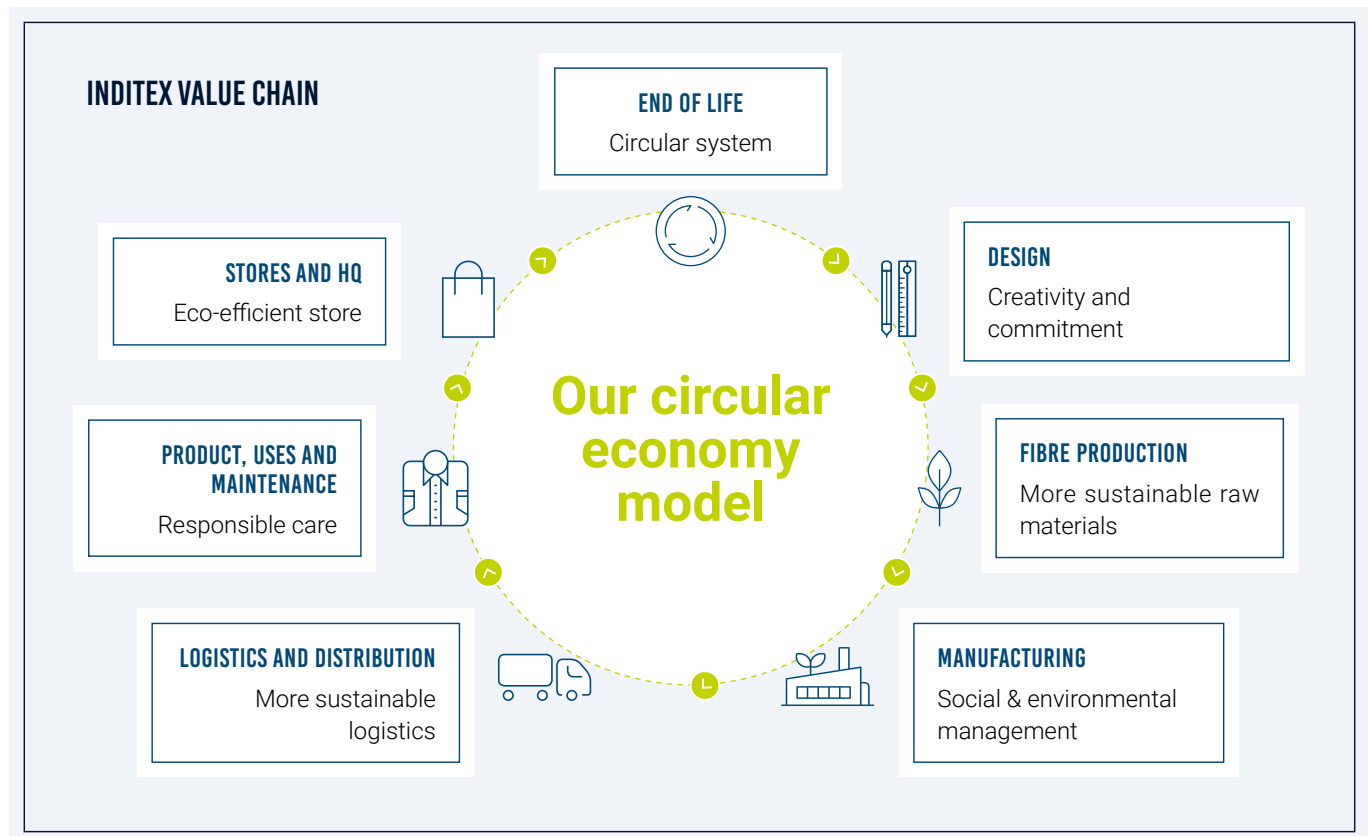 INDITEX VALUE CHAIN
END OF LIFE
Circular system
DESIGN
Creativity and
commitment
FIBRE PRODUCTION
More sustainable raw
materials
MANUFACTURING
Social & environmental
management
LOGISTICS AND DISTRIBUTION
More sustainable
logistics
PRODUCT, USES AND
MAINTENANCE
Responsible care
STORES AND HQ
Eco-efficient store
Our circular
economy
model